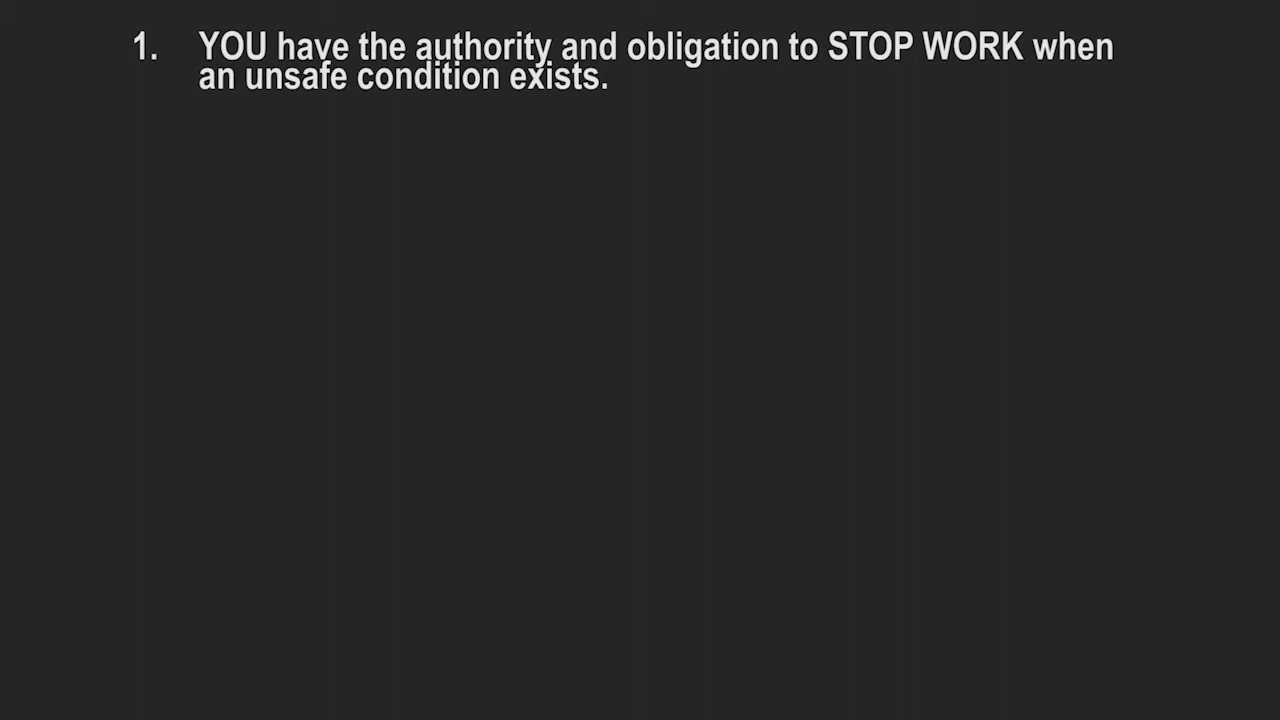 1. YOU have the authority and obligation to STOP WORK when
an unsafe condition exists.